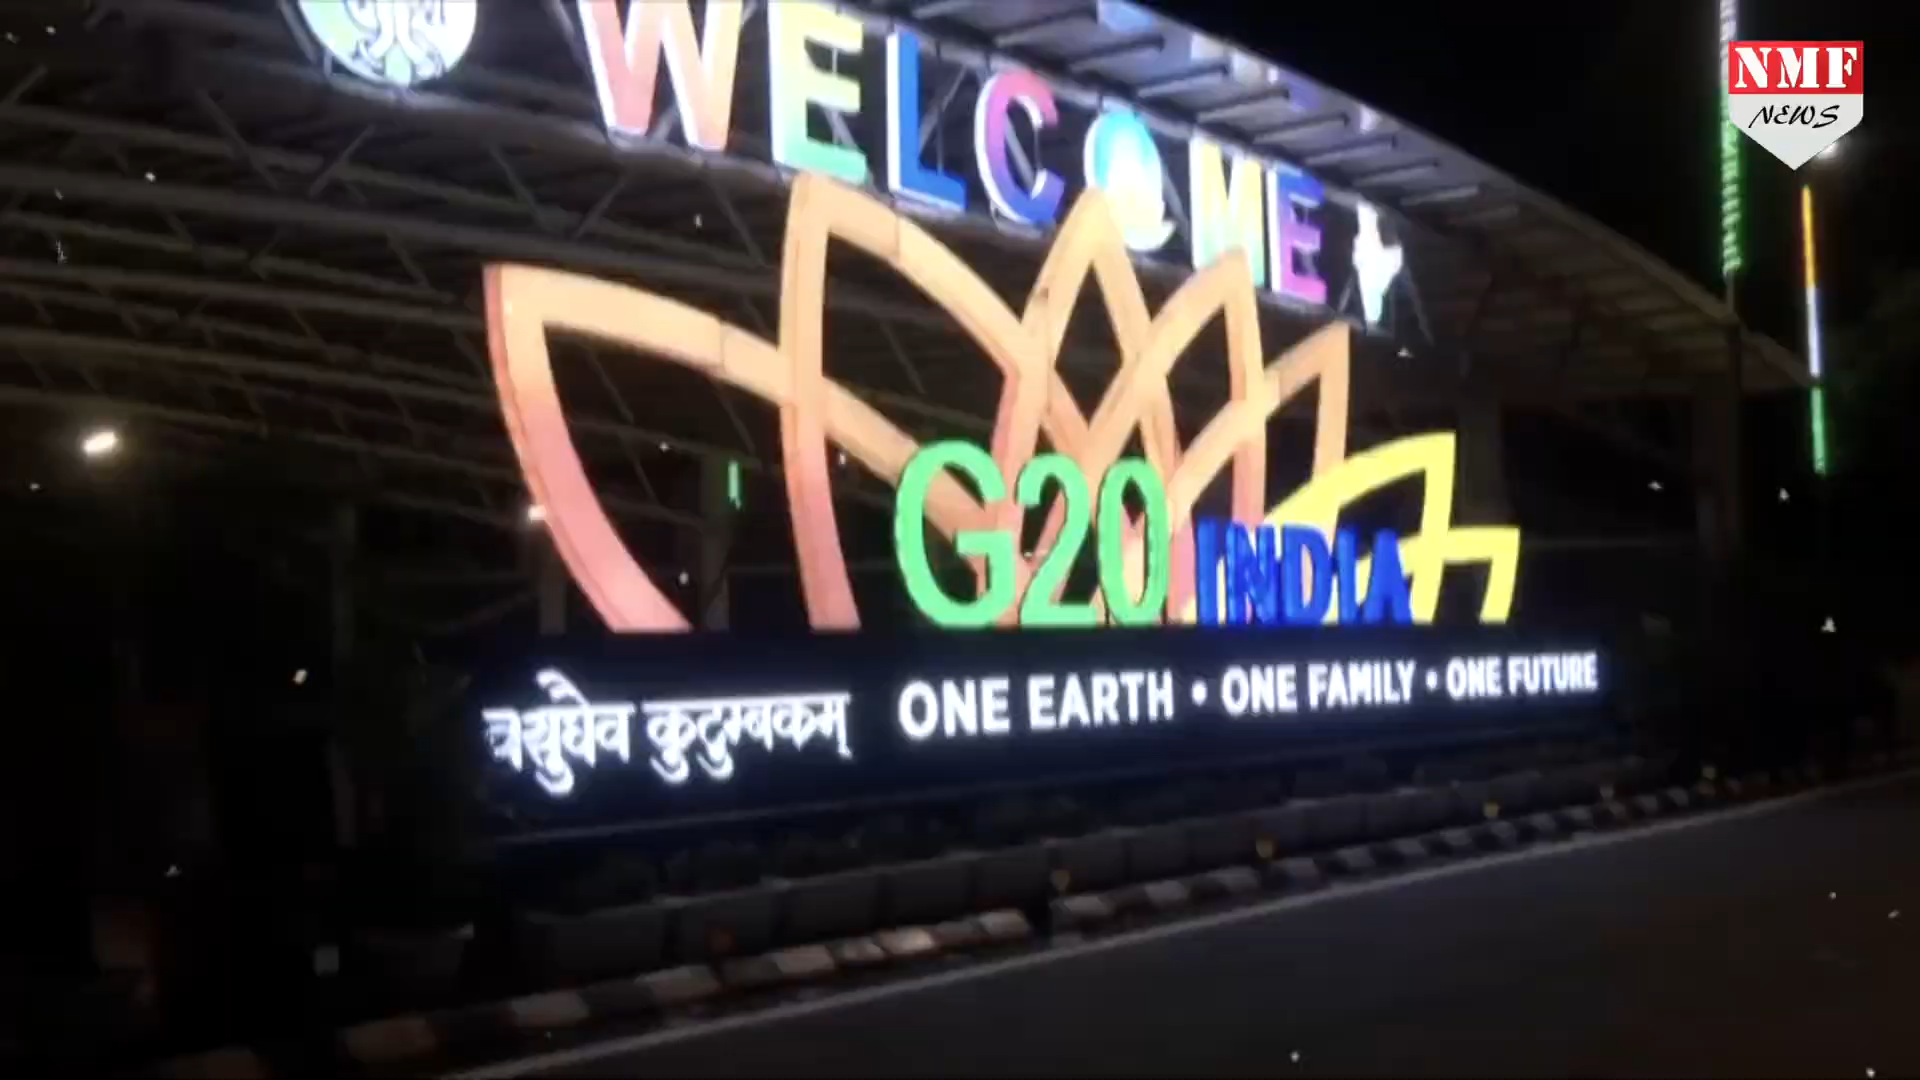 WELCOME
G20 INDIA
वसुधैव कुटुम्बकम् ONE EARTH • ONE FAMILY • ONE FUTURE
NMF
NEWS